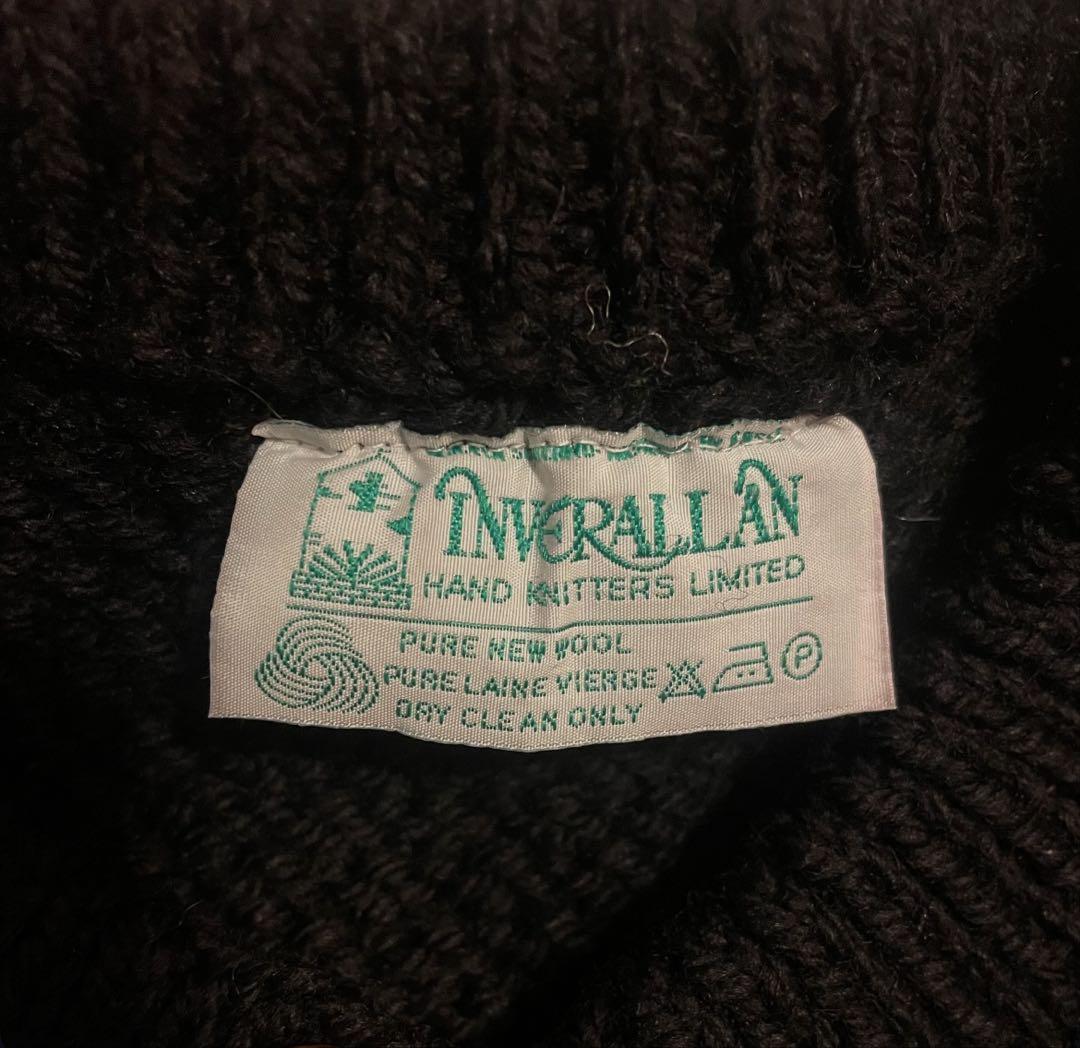 INVERALLAN
HAND KNITTERS LIMITED
PURE NEW WOOL
PURE LAINE VIERGE
DRY CLEAN ONLY
P